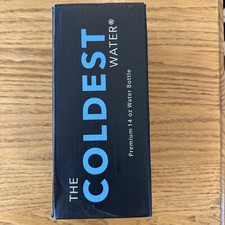 THE
COLDEST
WATER®
Premium 14 oz Water Bottle